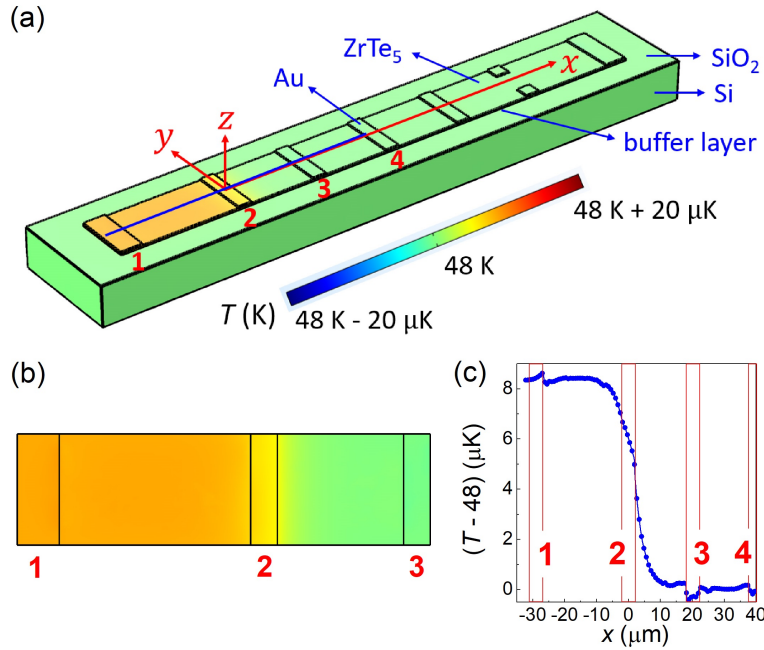 (a)
ZrTe₅
Au
x
SiO₂
Si
y
z
buffer layer
4
3
2
1
48 K + 20 μK
48 K
T (K)
48 K - 20 μK
(b)
1
2
3
(c)
(T - 48) (μK)
8
6
4
2
0
1
2
3
4
-30 -20 -10 0 10 20 30 40
x (μm)